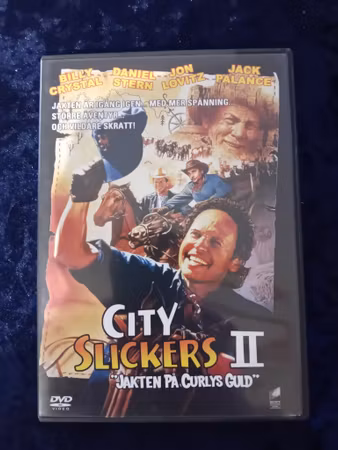 BILLY CRYSTAL
DANIEL STERN
JON LOVITZ
JACK PALANCE
JAKTEN ÄR IGÅNG IGEN...MED MER SPÄNNING
STÖRRE ÄVENTYR...
OCH VILDARE SKRATT!
CITY
SLICKERS II
"JAKTEN PÅ CURLYS GULD"
DVD
VIDEO